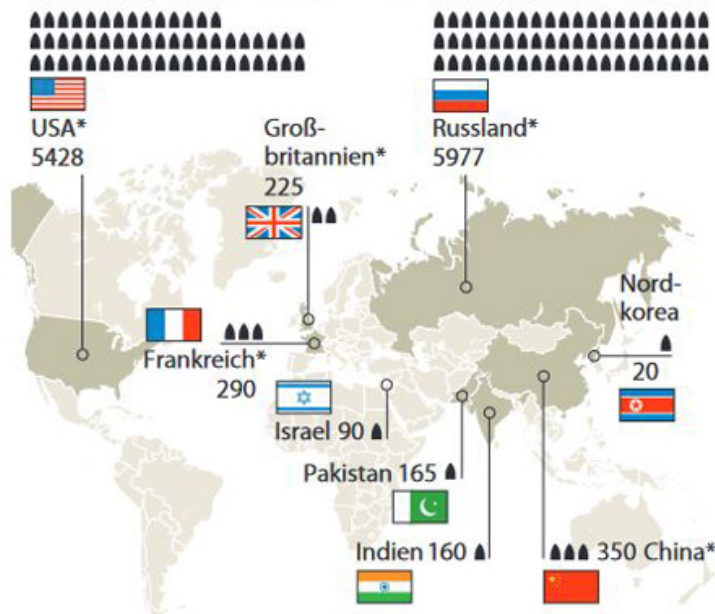 USA*
5428
Groß-
britannien*
225
Russland*
5977
Nord-
korea
20
Frankreich*
290
Israel 90
Pakistan 165
Indien 160
350 China*